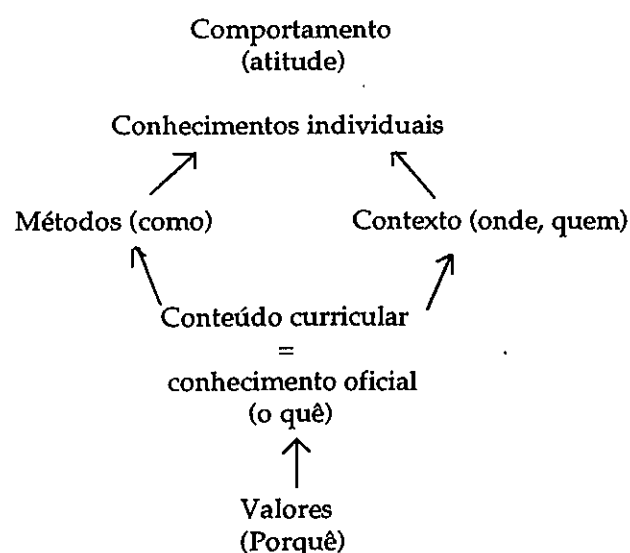 Comportamento
(atitude)
Conhecimentos individuais
Métodos (como)
Contexto (onde, quem)
Conteúdo curricular
=
conhecimento oficial
(o quê)
Valores
(Porquê)